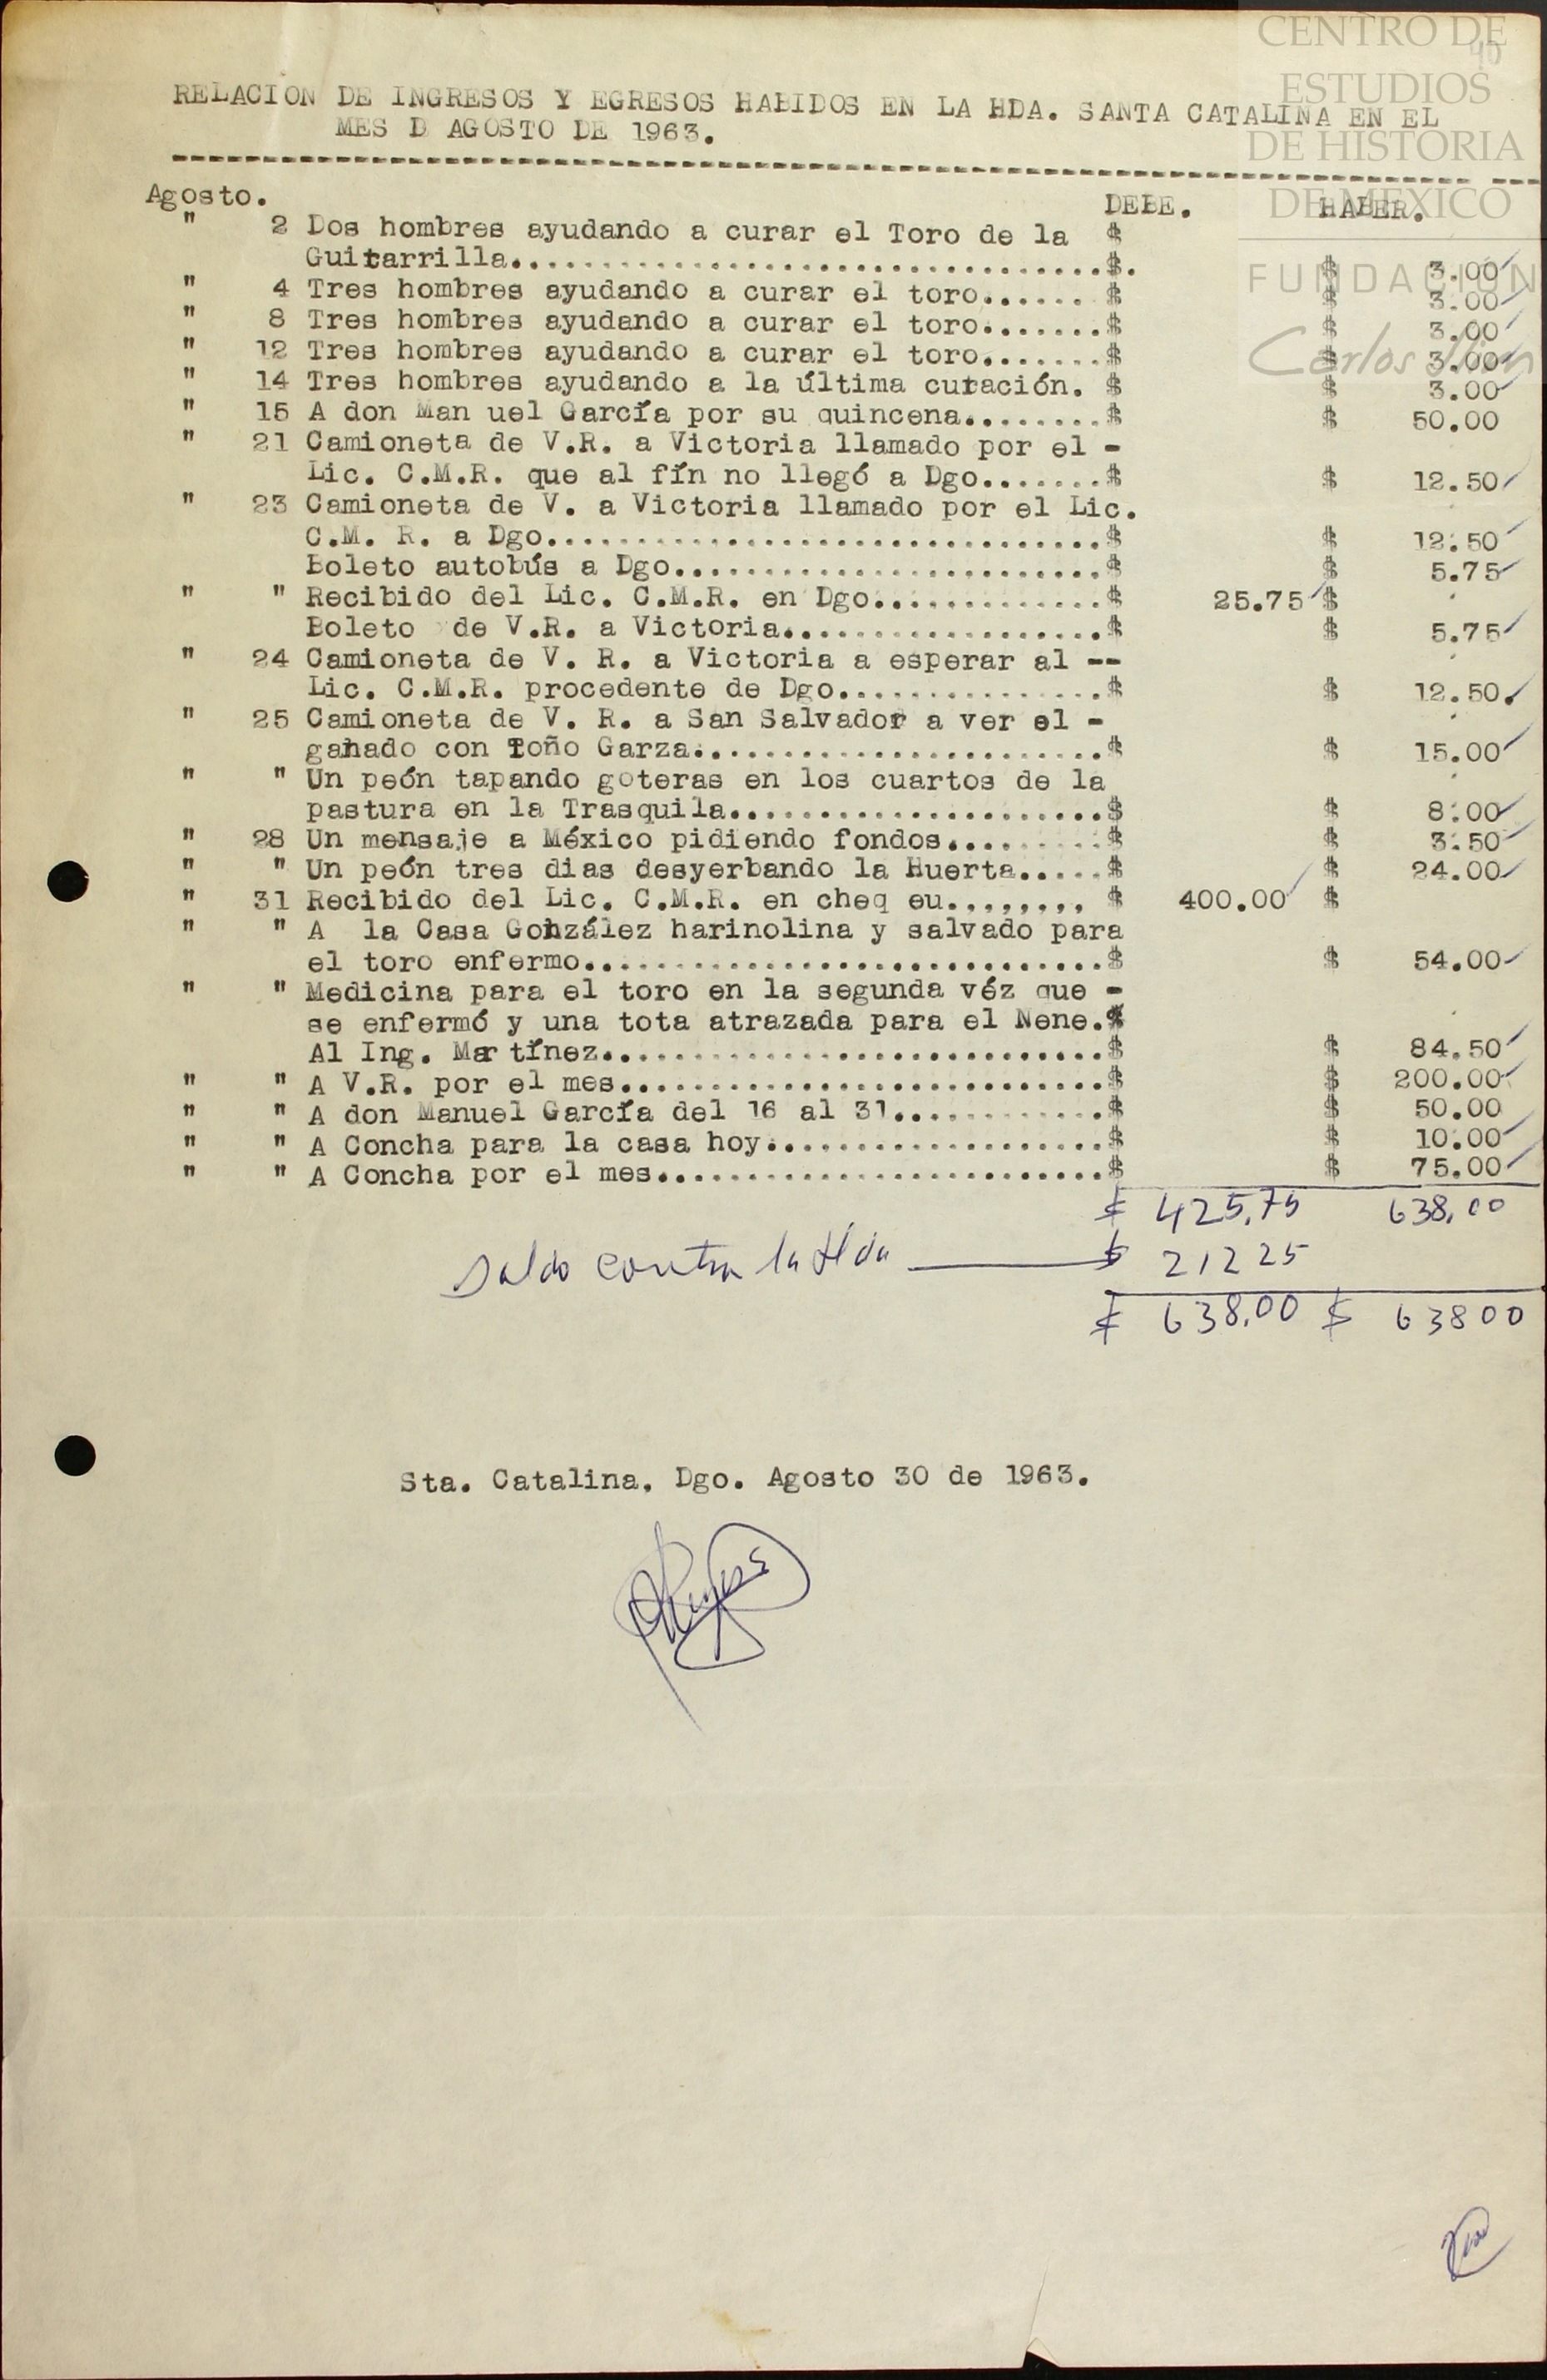 CENTRO DE
ESTUDIOS
DE HISTORIA
DE MEXICO
FUNDACIÓN
Carlos Slim
40
RELACION DE INGRESOS Y EGRESOS HABIDOS EN LA HDA. SANTA CATALINA EN EL
MES D AGOSTO DE 1963.
Agosto. DEBE. HABER.
" 2 Dos hombres ayudando a curar el Toro de la $
Guitarrilla...................................$. $ 3.00
" 4 Tres hombres ayudando a curar el toro...... $ $ 3.00
" 8 Tres hombres ayudando a curar el toro.......$ $ 3.00
" 12 Tres hombres ayudando a curar el toro.......$ $ 3.00
" 14 Tres hombres ayudando a la última curación. $ $ 3.00
" 15 A don Man uel García por su quincena........$ $ 50.00
" 21 Camioneta de V.R. a Victoria llamado por el -
Lic. C.M.R. que al fín no llegó a Dgo.......$ $ 12.50
" 23 Camioneta de V. a Victoria llamado por el Lic.
C.M. R. a Dgo...................................$ $ 12.50
Boleto autobús a Dgo...........................$ $ 5.75
" " Recibido del Lic. C.M.R. en Dgo..............$ 25.75 $
Boleto de V.R. a Victoria....................$ $ 5.75
" 24 Camioneta de V. R. a Victoria a esperar al --
Lic. C.M.R. procedente de Dgo................$ $ 12.50.
" 25 Camioneta de V. R. a San Salvador a ver el -
ganado con Toño Garza..........................$ $ 15.00
" " Un peón tapando goteras en los cuartos de la
pastura en la Trasquila.......................$ $ 8.00
" 28 Un mensaje a México pidiendo fondos.........$ $ 3.50
" " Un peón tres dias desyerbando la Huerta.....$ $ 24.00
" 31 Recibido del Lic. C.M.R. en cheq eu.,,,,,,, $ 400.00 $
" " A la Casa González harinolina y salvado para
el toro enfermo................................$ $ 54.00
" " Medicina para el toro en la segunda véz que -
se enfermó y una tota atrazada para el Nene.$
Al Ing. Mar tínez..............................$ $ 84.50
" " A V.R. por el mes..............................$ $ 200.00
" " A don Manuel García del 16 al 31.............$ $ 50.00
" " A Concha para la casa hoy.....................$ $ 10.00
" " A Concha por el mes............................$ $ 75.00
$ 425.75 638.00
Saldo contra la Hda $ 212 25
$ 638.00 $ 638 00
Sta. Catalina, Dgo. Agosto 30 de 1963.